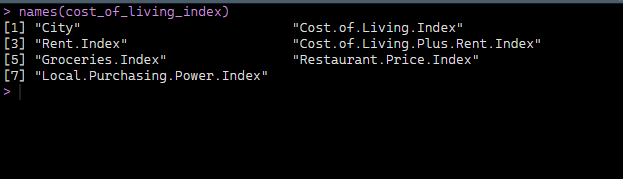 > names(cost_of_living_index)
[1] "City"                          "Cost.of.Living.Index"
[3] "Rent.Index"                    "Cost.of.Living.Plus.Rent.Index"
[5] "Groceries.Index"               "Restaurant.Price.Index"
[7] "Local.Purchasing.Power.Index"
>